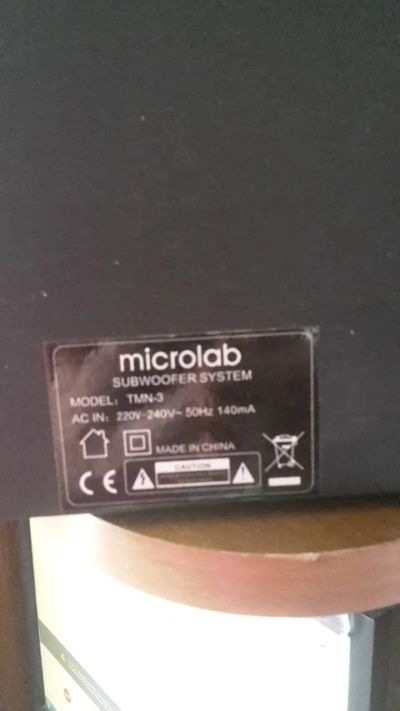 microlab
SUBWOOFER SYSTEM
MODEL: TMN-3
AC IN: 220V-240V~ 50Hz 140mA
MADE IN CHINA
CE
CAUTION